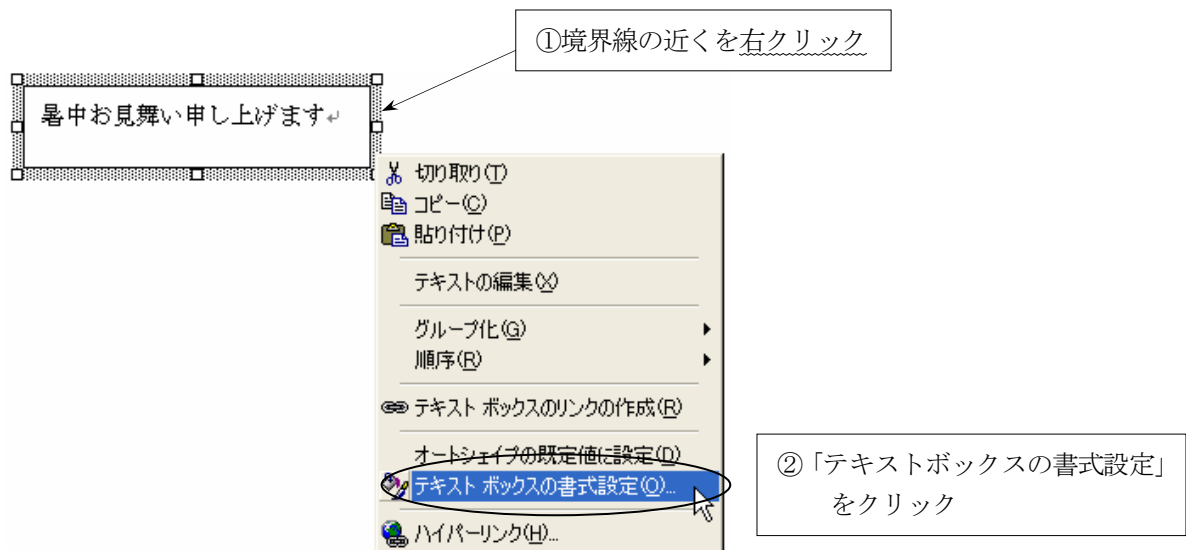 ①境界線の近くを右クリック
暑中お見舞い申し上げます↵
切り取り(T)
コピー(C)
貼り付け(P)
テキストの編集(X)
グループ化(G)
順序(R)
テキスト ボックスのリンクの作成(R)
オートシェイプの既定値に設定(D)
テキスト ボックスの書式設定(O)...
ハイパーリンク(H)...
②「テキストボックスの書式設定」
をクリック